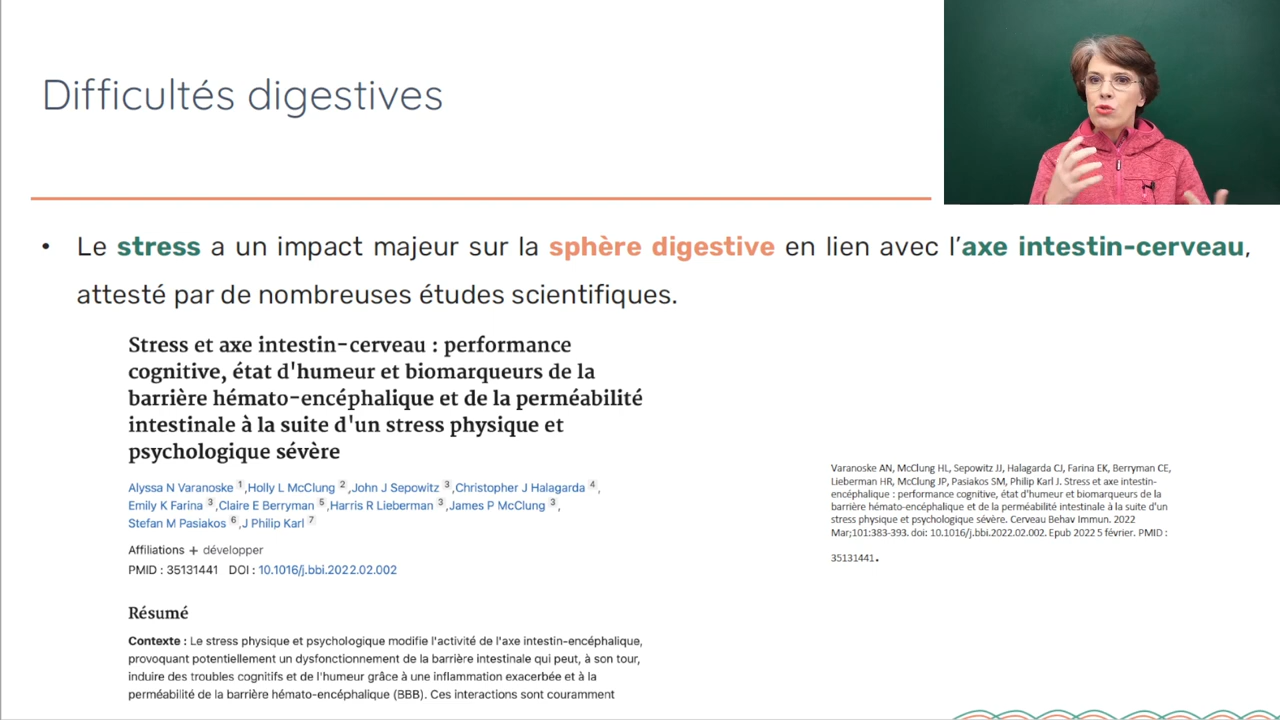 Difficultés digestives
• Le stress a un impact majeur sur la sphère digestive en lien avec l'axe intestin-cerveau,
attesté par de nombreuses études scientifiques.
Stress et axe intestin-cerveau : performance
cognitive, état d'humeur et biomarqueurs de la
barrière hémato-encéphalique et de la perméabilité
intestinale à la suite d'un stress physique et
psychologique sévère
Alyssa N Varanoske 1 ,Holly L McClung 2 ,John J Sepowitz 3 ,Christopher J Halagarda 4 ,
Emily K Farina 3 ,Claire E Berryman 5 ,Harris R Lieberman 3 ,James P McClung 3 ,
Stefan M Pasiakos 6 ,J Philip Karl 7
Affiliations + développer
PMID : 35131441 DOI : 10.1016/j.bbi.2022.02.002
Résumé
Contexte : Le stress physique et psychologique modifie l'activité de l'axe intestin-encéphalique,
provoquant potentiellement un dysfonctionnement de la barrière intestinale qui peut, à son tour,
induire des troubles cognitifs et de l'humeur grâce à une inflammation exacerbée et à la
perméabilité de la barrière hémato-encéphalique (BBB). Ces interactions sont couramment
Varanoske AN, McClung HL, Sepowitz JJ, Halagarda CJ, Farina EK, Berryman CE,
Lieberman HR, McClung JP, Pasiakos SM, Philip Karl J. Stress et axe intestin-
encéphalique : performance cognitive, état d'humeur et biomarqueurs de la
barrière hémato-encéphalique et de la perméabilité intestinale à la suite d'un
stress physique et psychologique sévère. Cerveau Behav Immun. 2022
Mar;101:383-393. doi: 10.1016/j.bbi.2022.02.002. Epub 2022 5 février. PMID :
35131441.